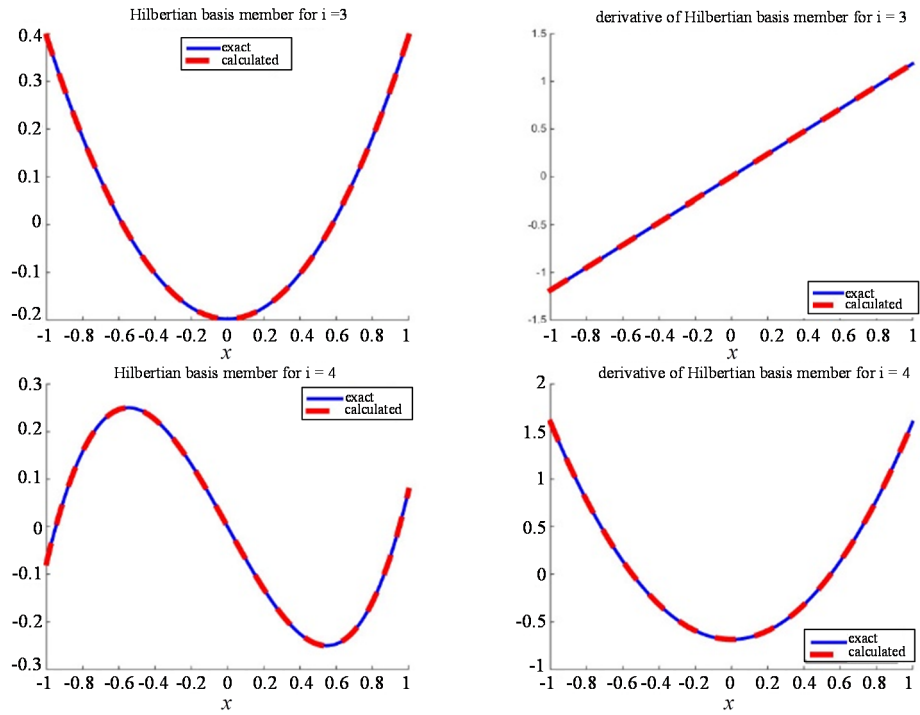 Hilbertian basis member for i =3
0.4
0.3
0.2
0.1
0
-0.1
-0.2
-1 -0.8 -0.6 -0.4 -0.2 0 0.2 0.4 0.6 0.8 1
x
exact
calculated
derivative of Hilbertian basis member for i = 3
1.5
1
0.5
0
-0.5
-1
-1.5
-1 -0.8 -0.6 -0.4 -0.2 0 0.2 0.4 0.6 0.8 1
x
exact
calculated
Hilbertian basis member for i = 4
0.3
0.2
0.1
0
-0.1
-0.2
-0.3
-1 -0.8 -0.6 -0.4 -0.2 0 0.2 0.4 0.6 0.8 1
x
exact
calculated
derivative of Hilbertian basis member for i = 4
2
1.5
1
0.5
0
-0.5
-1
-1 -0.8 -0.6 -0.4 -0.2 0 0.2 0.4 0.6 0.8 1
x
exact
calculated